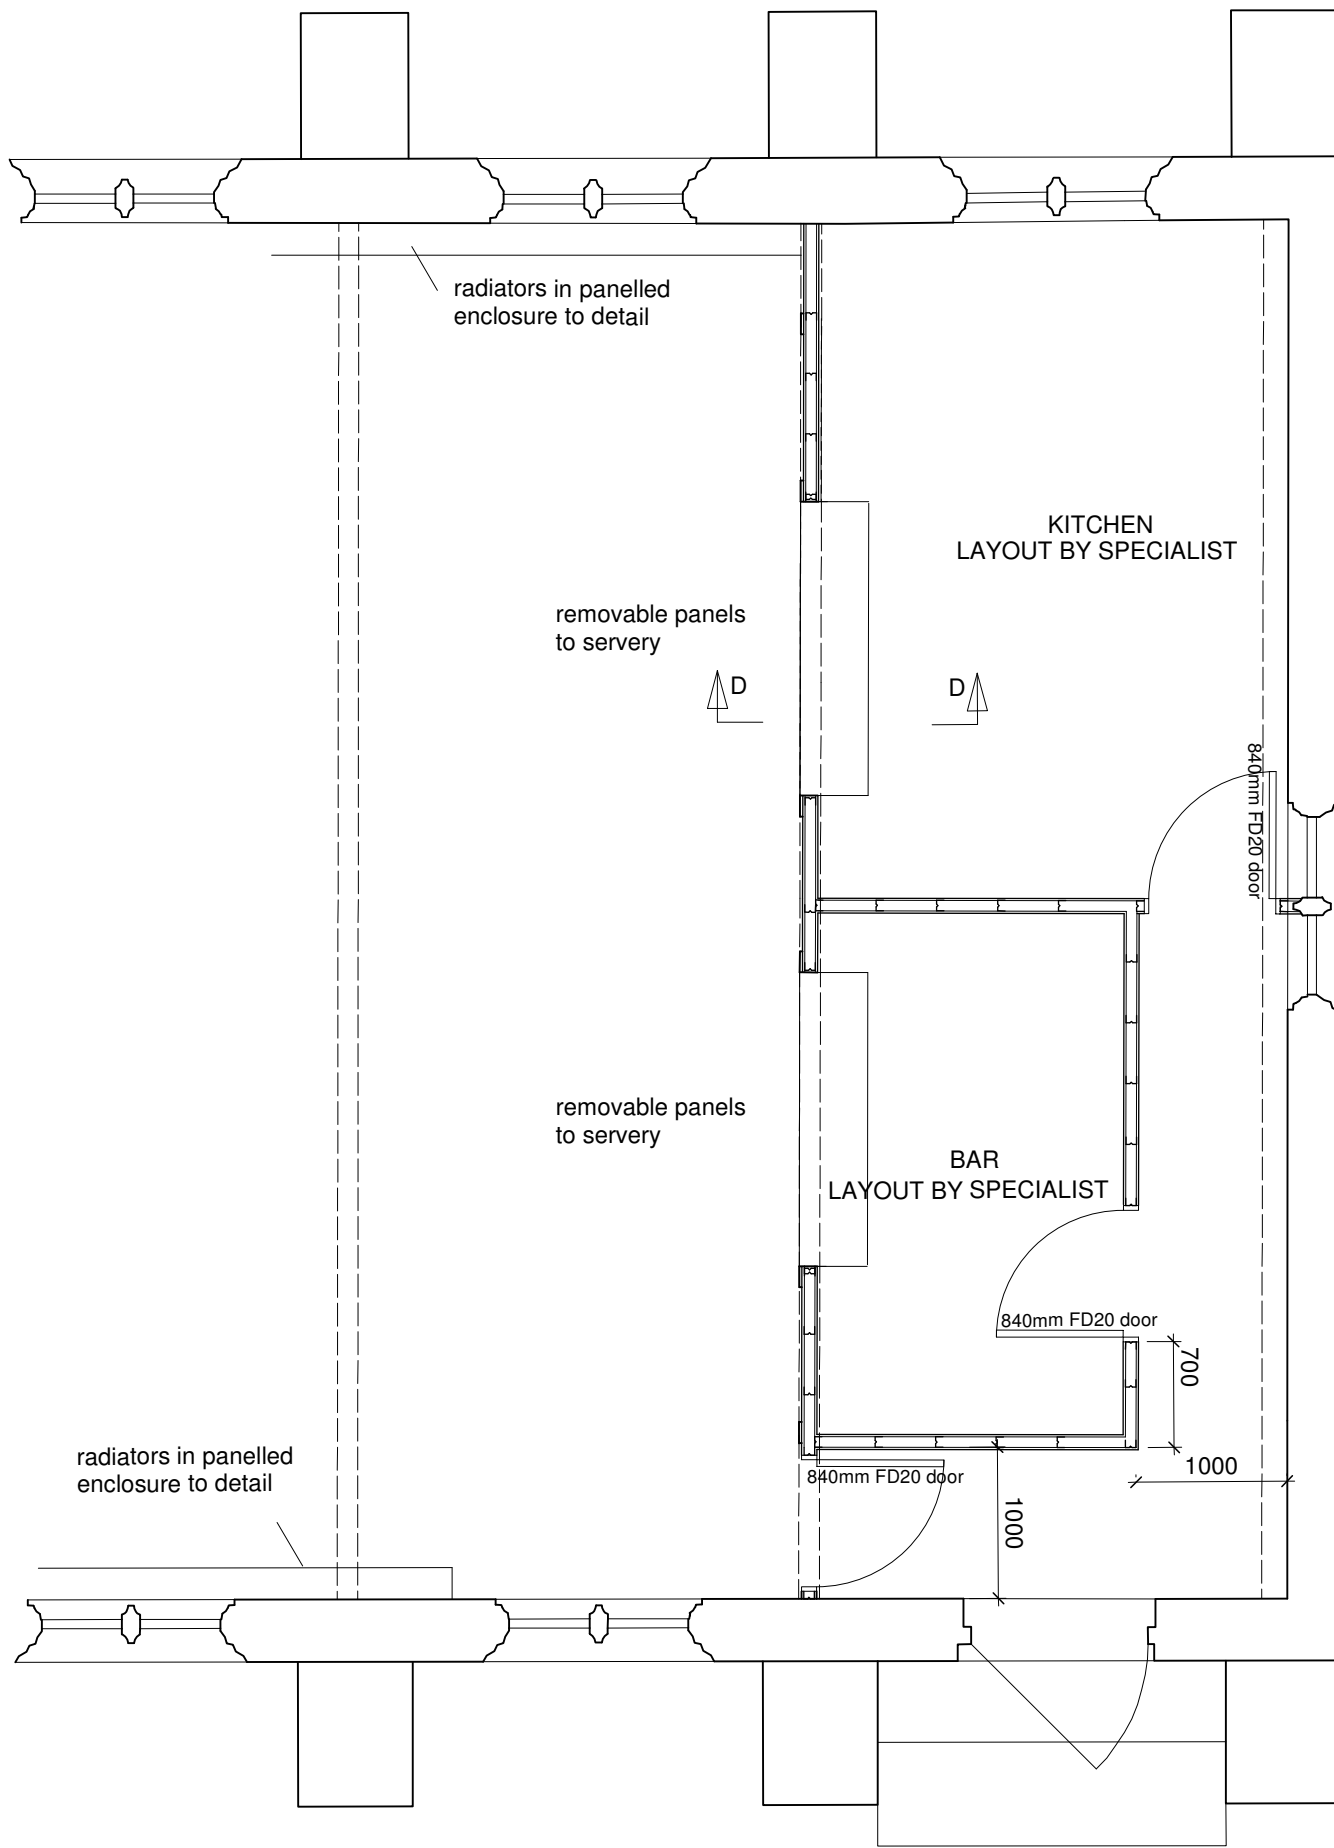 radiators in panelled
enclosure to detail
KITCHEN
LAYOUT BY SPECIALIST
removable panels
to servery
D
D
840mm FD20 door
removable panels
to servery
BAR
LAYOUT BY SPECIALIST
840mm FD20 door
700
radiators in panelled
enclosure to detail
840mm FD20 door
1000
1000